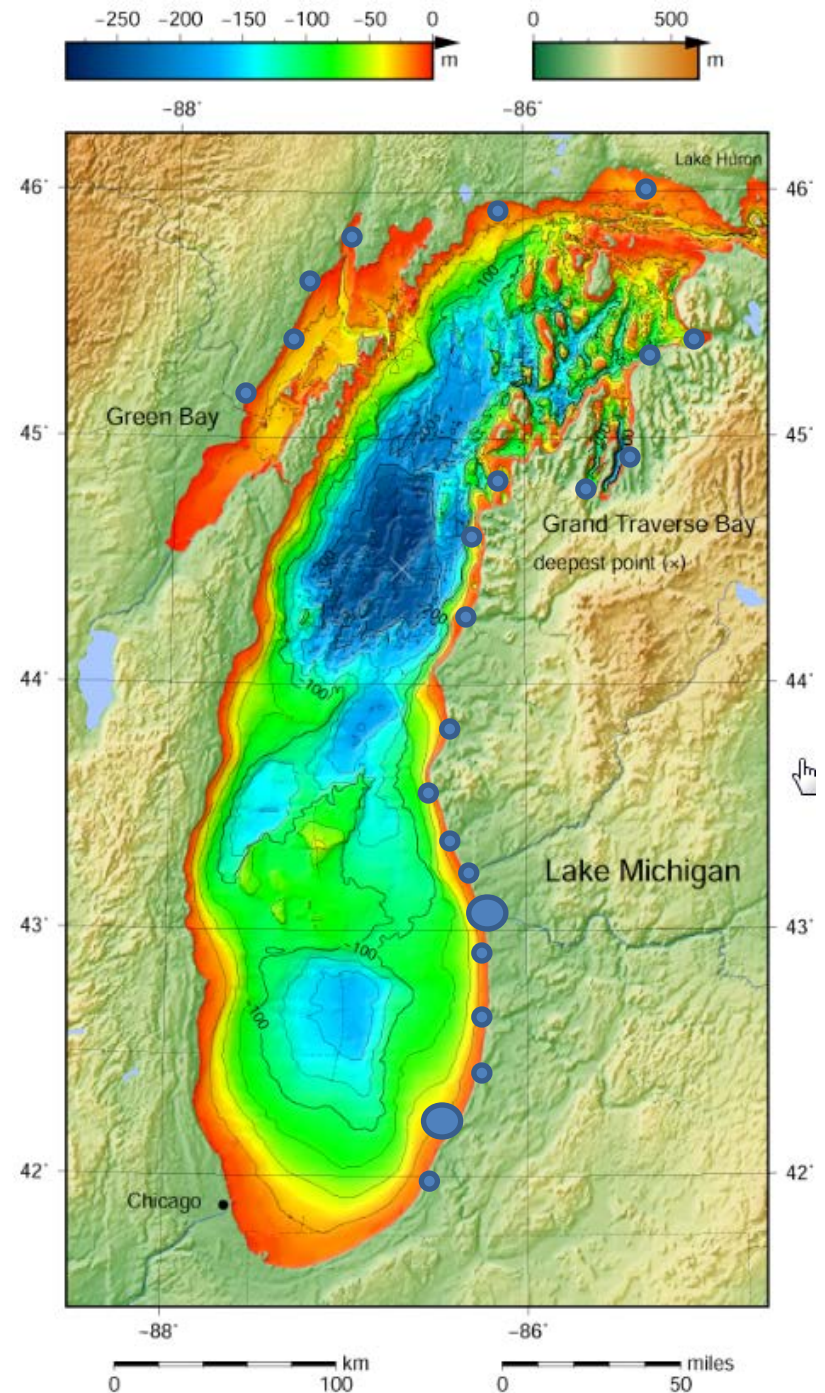 -250 -200 -150 -100 -50 0
m
0 500
m
-88° -86°
Lake Huron
46° 46°
-100
Green Bay
45° 45°
Grand Traverse Bay
deepest point (×)
-200
44° 44°
-100
Lake Michigan
43° 43°
-100
-100
42° 42°
Chicago
-88° -86°
km miles
0 100 0 50